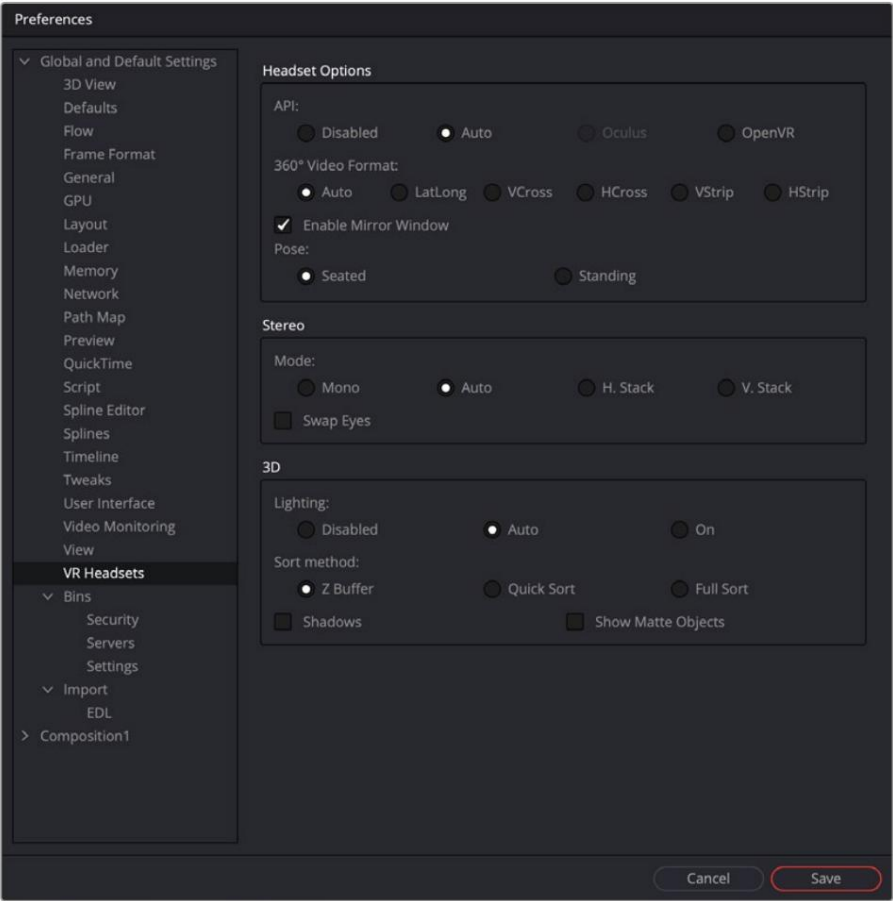 Preferences
Global and Default Settings
3D View
Defaults
Flow
Frame Format
General
GPU
Layout
Loader
Memory
Network
Path Map
Preview
QuickTime
Script
Spline Editor
Splines
Timeline
Tweaks
User Interface
Video Monitoring
View
VR Headsets
Bins
Security
Servers
Settings
Import
EDL
Composition1
Headset Options
API:
Disabled Auto Oculus OpenVR
360° Video Format:
Auto LatLong VCross HCross VStrip HStrip
Enable Mirror Window
Pose:
Seated Standing
Stereo
Mode:
Mono Auto H. Stack V. Stack
Swap Eyes
3D
Lighting:
Disabled Auto On
Sort method:
Z Buffer Quick Sort Full Sort
Shadows Show Matte Objects
Cancel Save